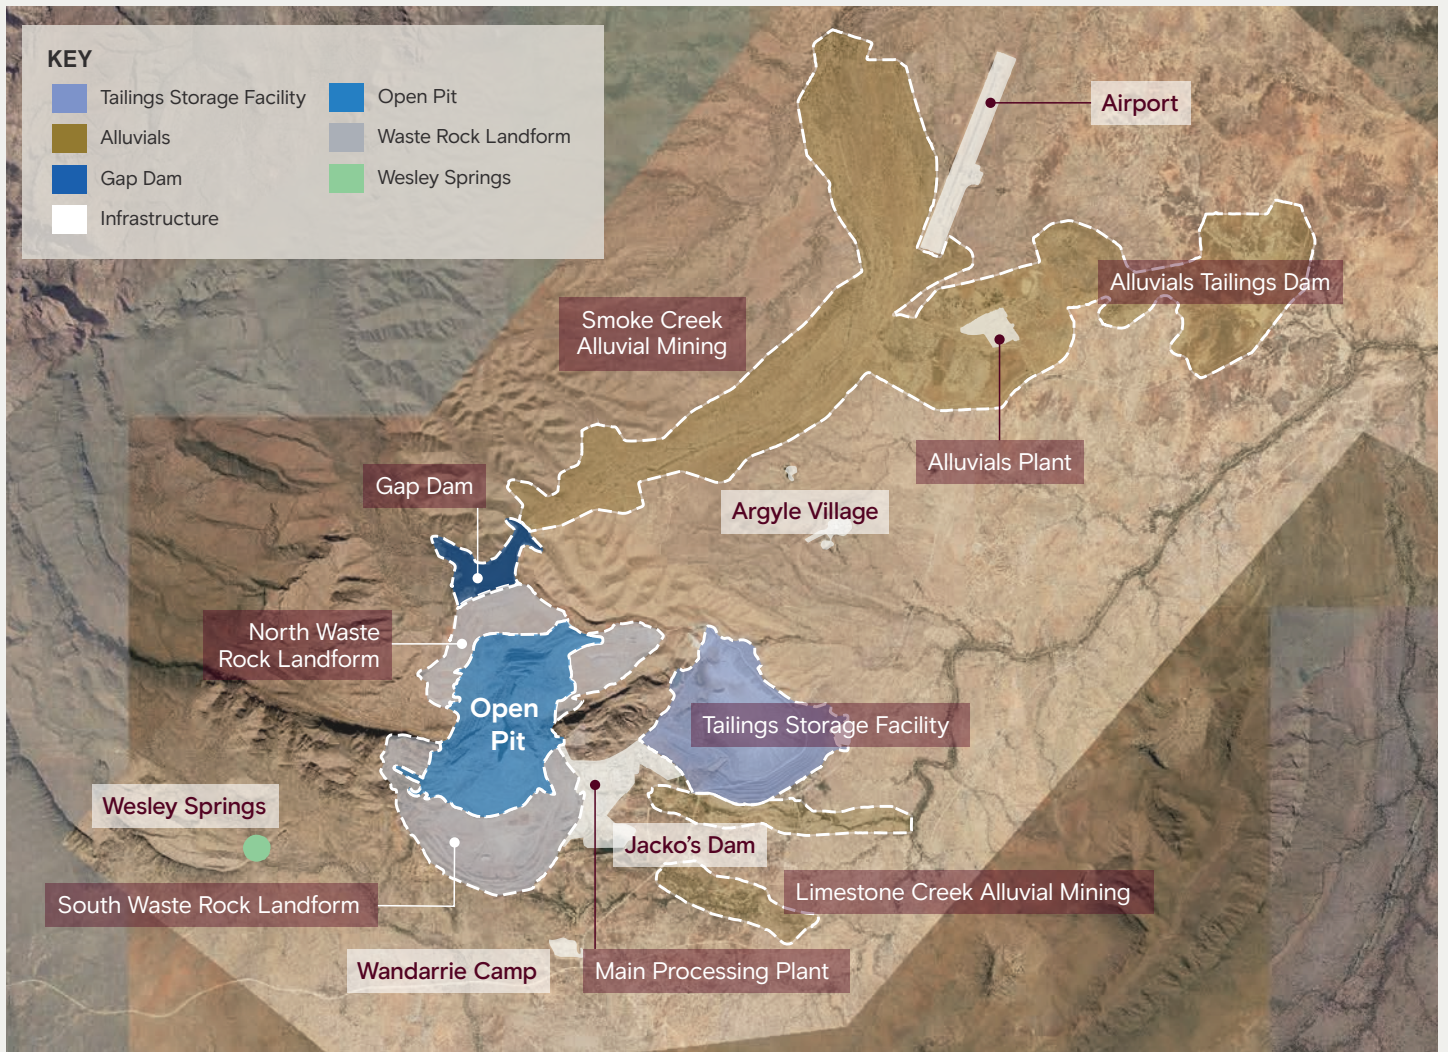 KEY
Tailings Storage Facility
Alluvials
Gap Dam
Infrastructure
Open Pit
Waste Rock Landform
Wesley Springs
Airport
Alluvials Tailings Dam
Smoke Creek
Alluvial Mining
Alluvials Plant
Gap Dam
Argyle Village
North Waste
Rock Landform
Open
Pit
Tailings Storage Facility
Wesley Springs
Jacko’s Dam
Limestone Creek Alluvial Mining
South Waste Rock Landform
Wandarrie Camp
Main Processing Plant